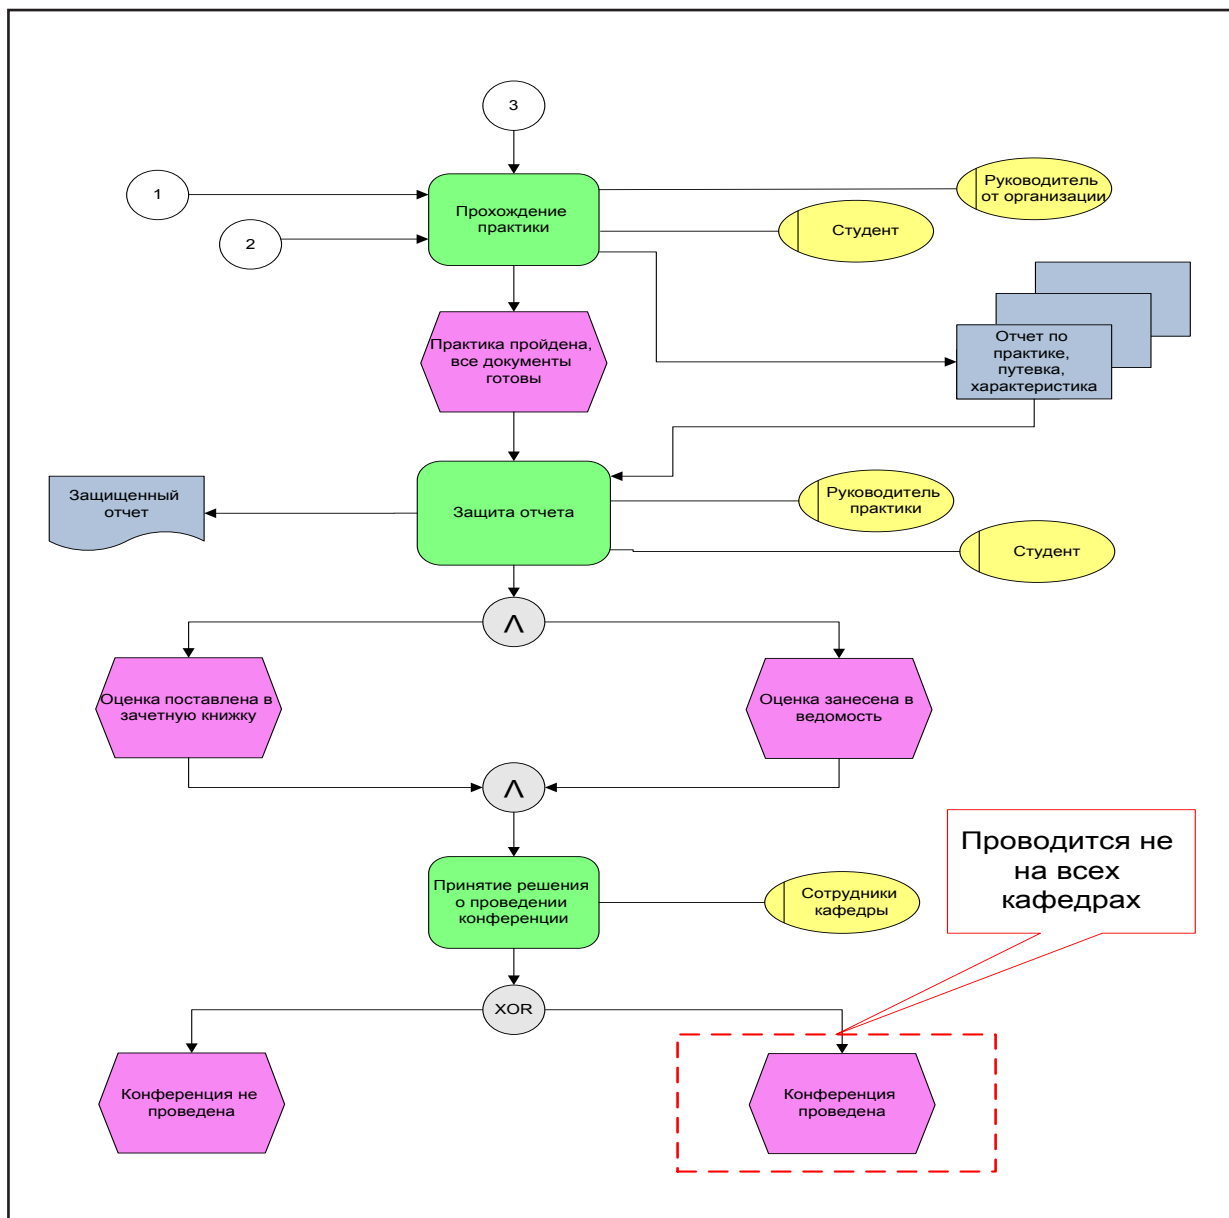 3
1
2
Прохождение
практики
Руководитель
от организации
Студент
Практика пройдена,
все документы
готовы
Отчет по
практике,
путевка,
характеристика
Защищенный
отчет
Защита отчета
Руководитель
практики
Студент
Λ
Оценка поставлена в
зачетную книжку
Оценка занесена в
ведомость
Λ
Проводится не
на всех
кафедрах
Принятие решения
о проведении
конференции
Сотрудники
кафедры
XOR
Конференция не
проведена
Конференция
проведена